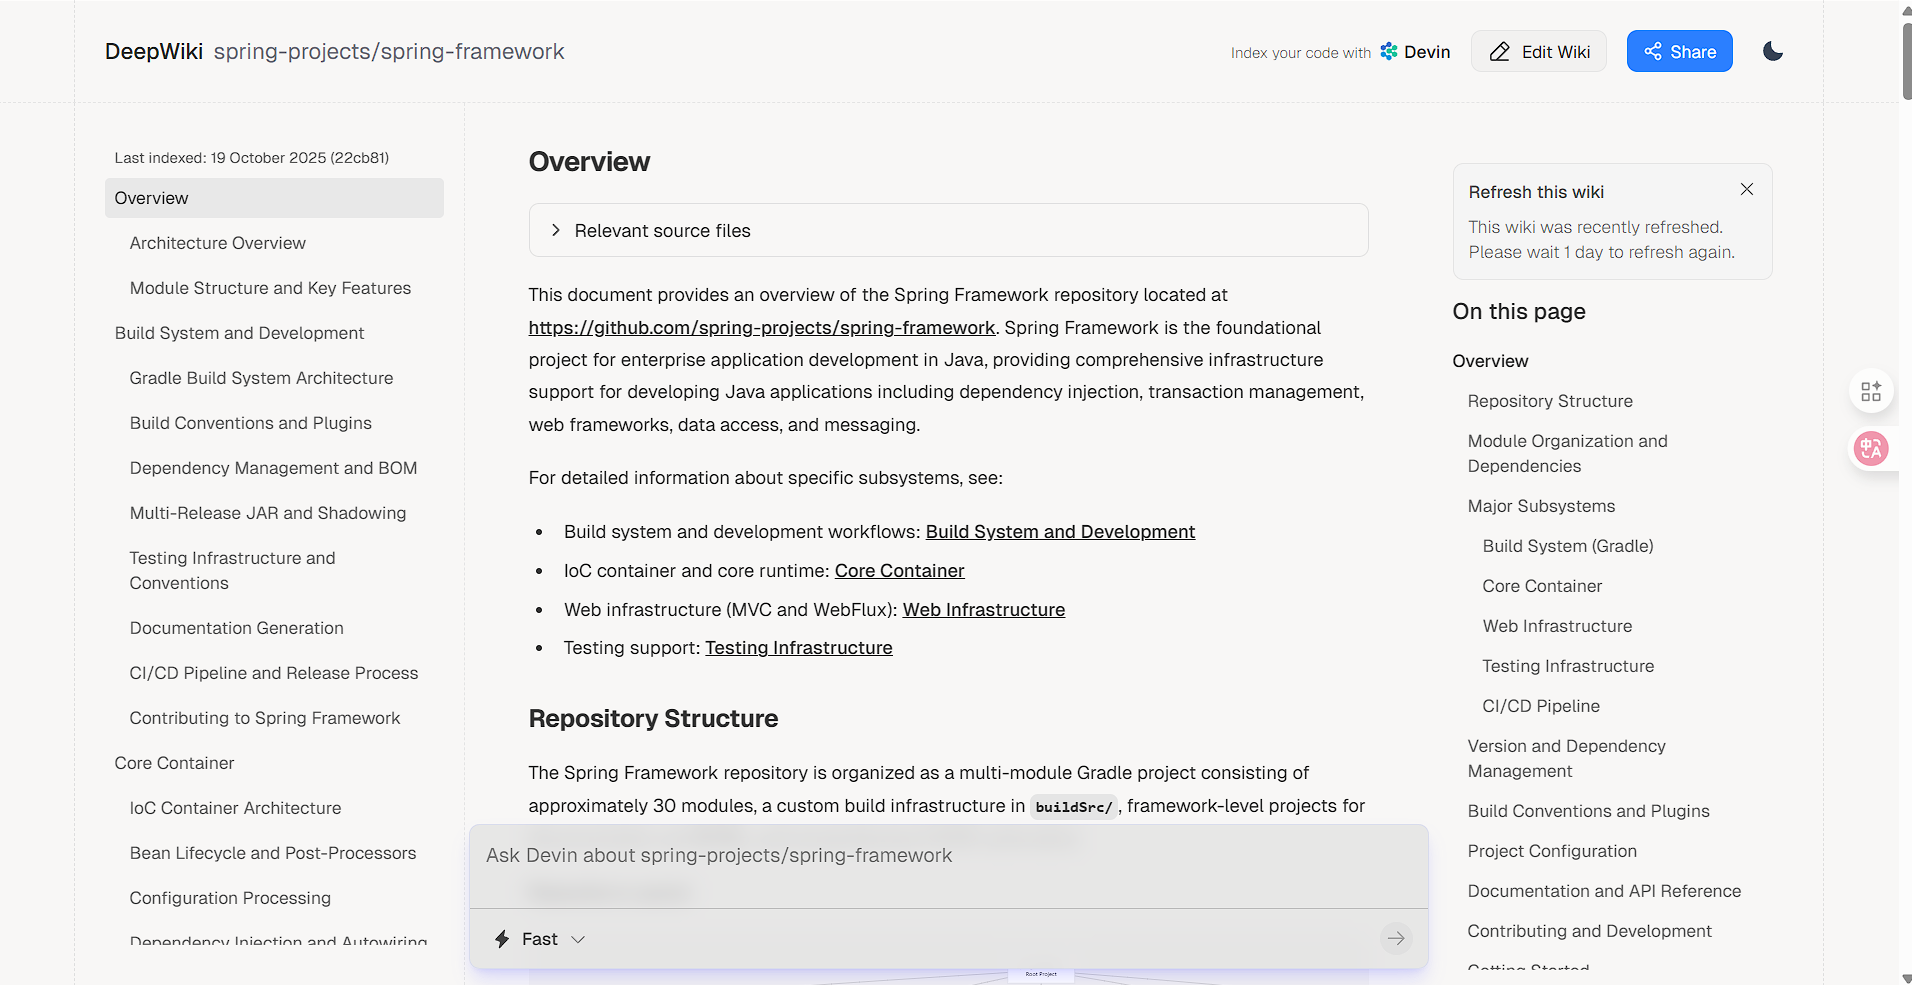 DeepWiki spring-projects/spring-framework
Index your code with Devin
Edit Wiki
Share
Last indexed: 19 October 2025 (22cb81)
Overview
Architecture Overview
Module Structure and Key Features
Build System and Development
Gradle Build System Architecture
Build Conventions and Plugins
Dependency Management and BOM
Multi-Release JAR and Shadowing
Testing Infrastructure and
Conventions
Documentation Generation
CI/CD Pipeline and Release Process
Contributing to Spring Framework
Core Container
IoC Container Architecture
Bean Lifecycle and Post-Processors
Configuration Processing
Dependency Injection and Autowiring
Overview
Relevant source files
This document provides an overview of the Spring Framework repository located at
https://github.com/spring-projects/spring-framework. Spring Framework is the foundational
project for enterprise application development in Java, providing comprehensive infrastructure
support for developing Java applications including dependency injection, transaction management,
web frameworks, data access, and messaging.
For detailed information about specific subsystems, see:
• Build system and development workflows: Build System and Development
• IoC container and core runtime: Core Container
• Web infrastructure (MVC and WebFlux): Web Infrastructure
• Testing support: Testing Infrastructure
Repository Structure
The Spring Framework repository is organized as a multi-module Gradle project consisting of
approximately 30 modules, a custom build infrastructure in buildSrc/, framework-level projects for
Ask Devin about spring-projects/spring-framework
Fast
Root Project
Refresh this wiki
This wiki was recently refreshed.
Please wait 1 day to refresh again.
On this page
Overview
Repository Structure
Module Organization and
Dependencies
Major Subsystems
Build System (Gradle)
Core Container
Web Infrastructure
Testing Infrastructure
CI/CD Pipeline
Version and Dependency
Management
Build Conventions and Plugins
Project Configuration
Documentation and API Reference
Contributing and Development
Getting Started
中A